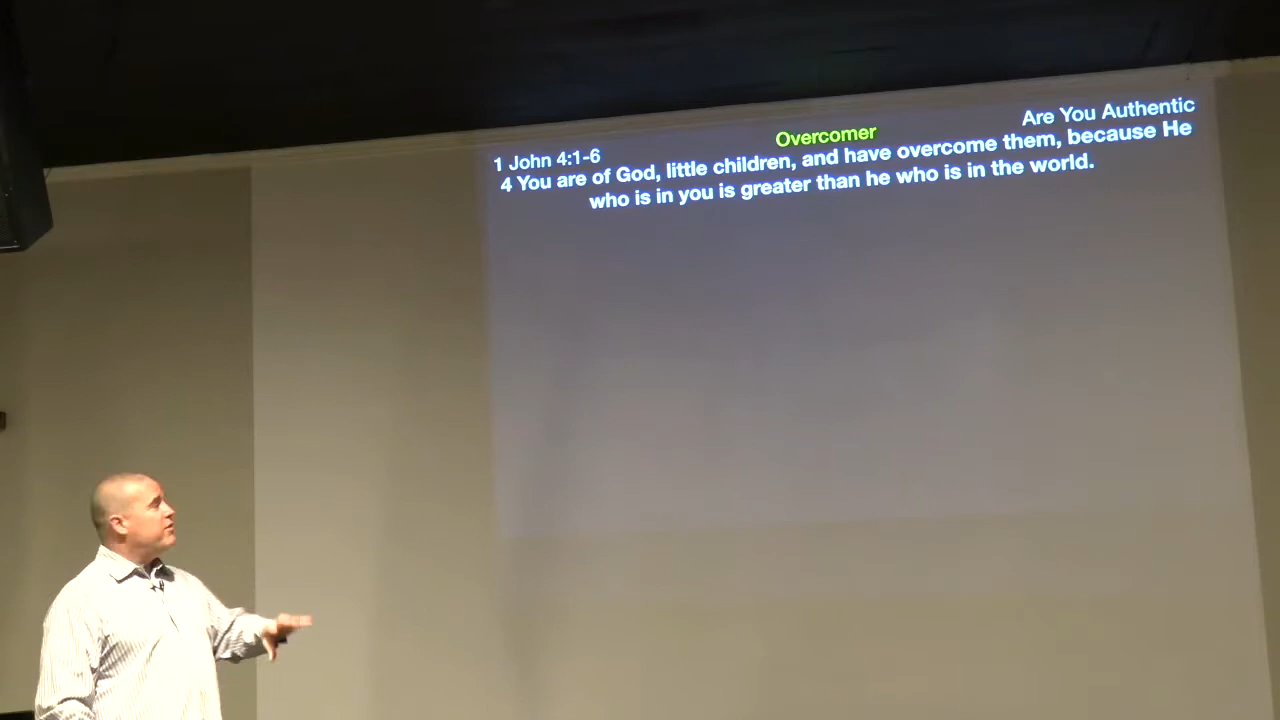 1 John 4:1-6
Overcomer
Are You Authentic
4 You are of God, little children, and have overcome them, because He
who is in you is greater than he who is in the world.